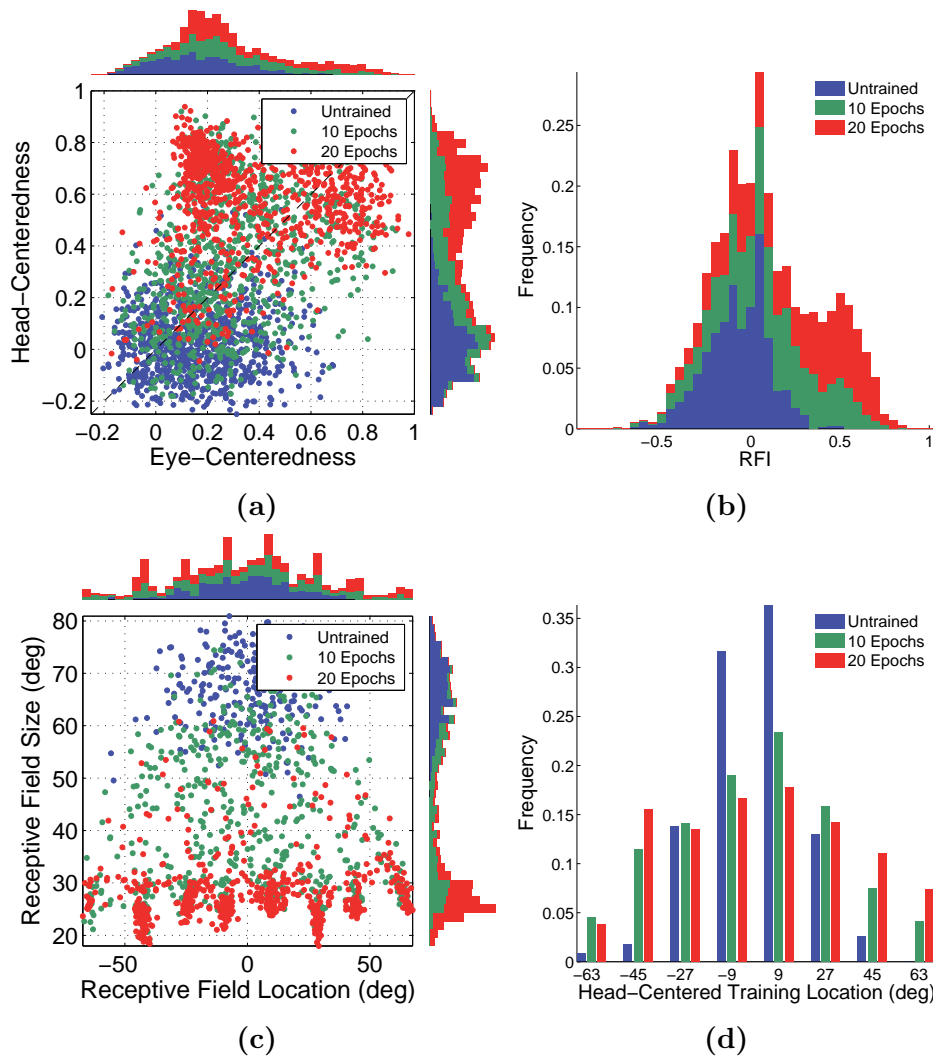 Untrained
10 Epochs
20 Epochs
Head-Centeredness
1
0.8
0.6
0.4
0.2
0
−0.2
−0.2
0
0.2
0.4
0.6
0.8
1
Eye−Centeredness
(a)
Untrained
10 Epochs
20 Epochs
Frequency
0.25
0.2
0.15
0.1
0.05
0
−0.5
0
0.5
1
RFI
(b)
Untrained
10 Epochs
20 Epochs
Receptive Field Size (deg)
80
70
60
50
40
30
20
−50
0
50
Receptive Field Location (deg)
(c)
Untrained
10 Epochs
20 Epochs
Frequency
0.35
0.3
0.25
0.2
0.15
0.1
0.05
0
−63
−45
−27
−9
9
27
45
63
Head−Centered Training Location (deg)
(d)